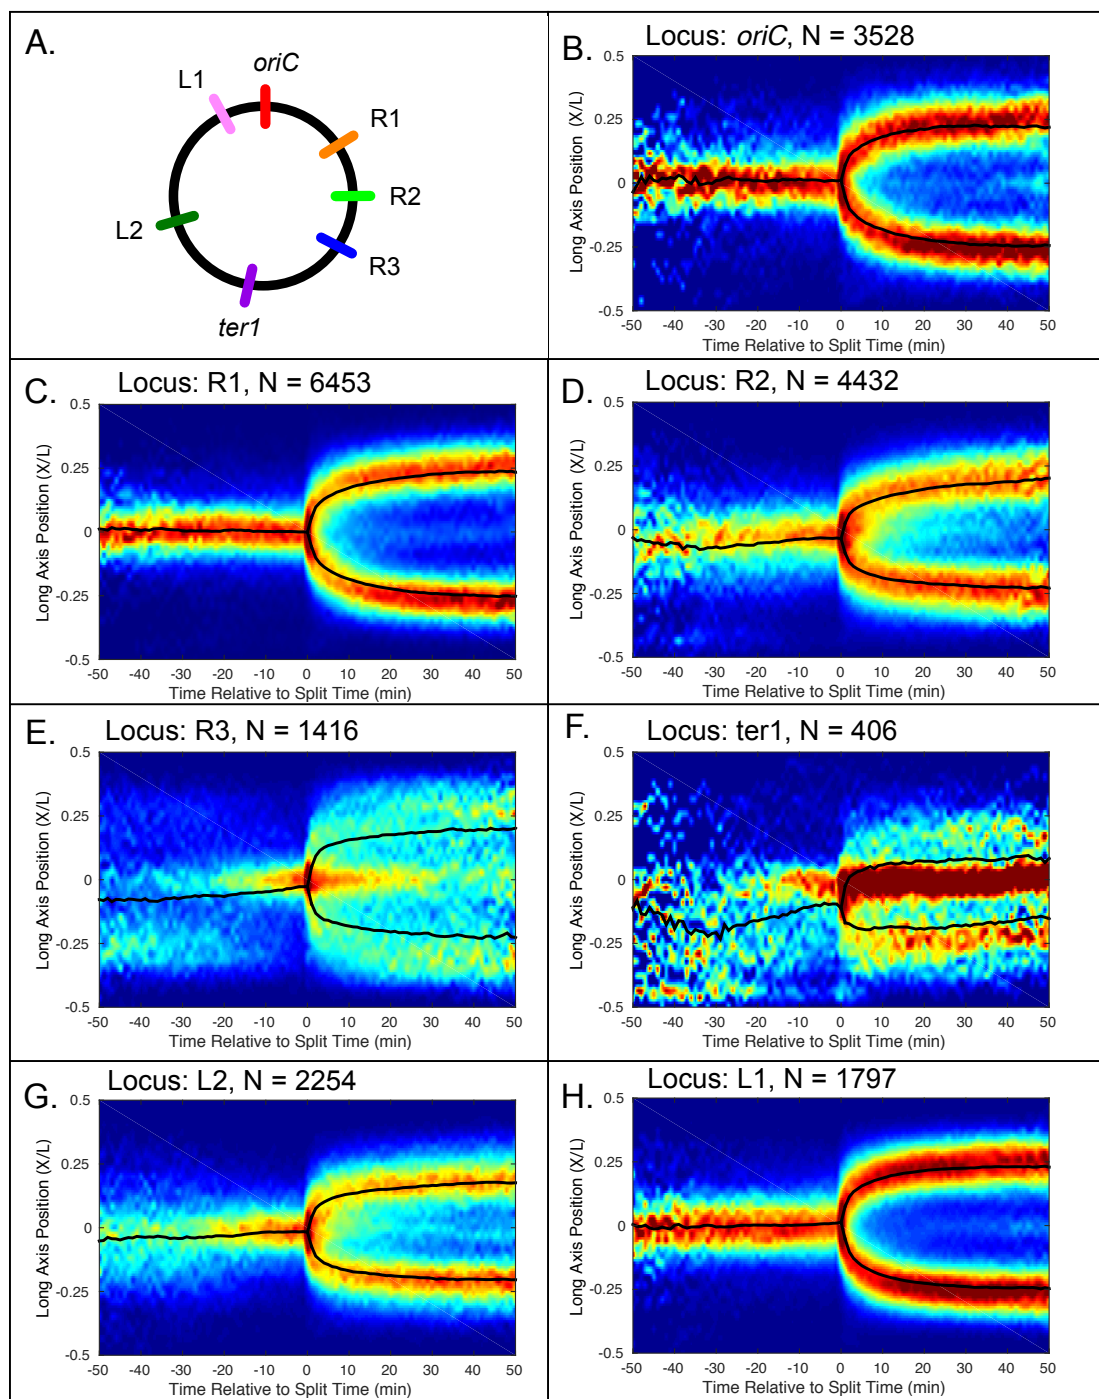 A.
oriC
L1
R1
R2
L2
R3
ter1
B.
Locus: oriC, N = 3528
Long Axis Position (X/L)
0.5
0.25
0
-0.25
-0.5
-50 -40 -30 -20 -10 0 10 20 30 40 50
Time Relative to Split Time (min)
C.
Locus: R1, N = 6453
Long Axis Position (X/L)
0.5
0.25
0
-0.25
-0.5
-50 -40 -30 -20 -10 0 10 20 30 40 50
Time Relative to Split Time (min)
D.
Locus: R2, N = 4432
Long Axis Position (X/L)
0.5
0.25
0
-0.25
-0.5
-50 -40 -30 -20 -10 0 10 20 30 40 50
Time Relative to Split Time (min)
E.
Locus: R3, N = 1416
Long Axis Position (X/L)
0.5
0.25
0
-0.25
-0.5
-50 -40 -30 -20 -10 0 10 20 30 40 50
Time Relative to Split Time (min)
F.
Locus: ter1, N = 406
Long Axis Position (X/L)
0.5
0.25
0
-0.25
-0.5
-50 -40 -30 -20 -10 0 10 20 30 40 50
Time Relative to Split Time (min)
G.
Locus: L2, N = 2254
Long Axis Position (X/L)
0.5
0.25
0
-0.25
-0.5
-50 -40 -30 -20 -10 0 10 20 30 40 50
Time Relative to Split Time (min)
H.
Locus: L1, N = 1797
Long Axis Position (X/L)
0.5
0.25
0
-0.25
-0.5
-50 -40 -30 -20 -10 0 10 20 30 40 50
Time Relative to Split Time (min)